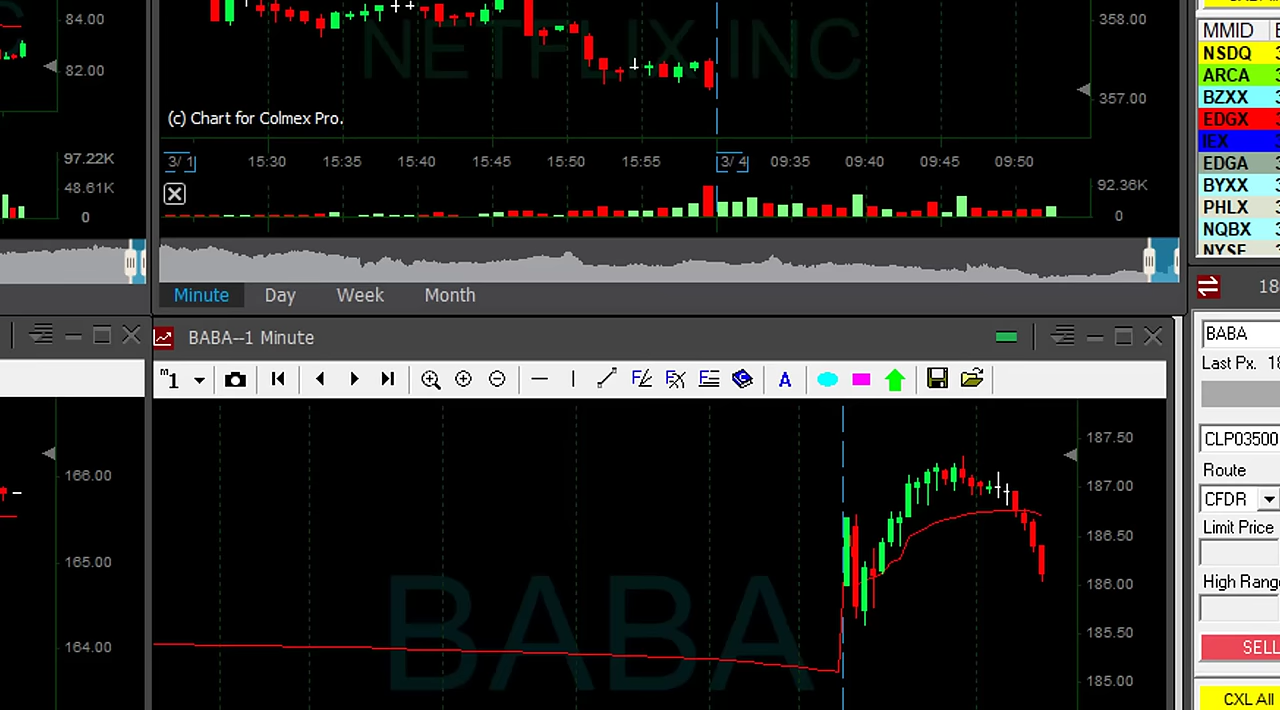 84.00
82.00
97.22K
48.61K
0
NETFLIX INC
358.00
357.00
(c) Chart for Colmex Pro.
3/ 1
15:30
15:35
15:40
15:45
15:50
15:55
3/ 4
09:35
09:40
09:45
09:50
92.36K
0
Minute
Day
Week
Month
MMID
NSDQ
ARCA
BZXX
EDGX
IEX
EDGA
BYXX
PHLX
NQBX
NYSE
18
BABA--1 Minute
m1
A
166.00
165.00
164.00
BABA
187.50
187.00
186.50
186.00
185.50
185.00
BABA
Last Px. 18
CLP03500
Route
CFDR
Limit Price
High Rang
SELL
CXL All